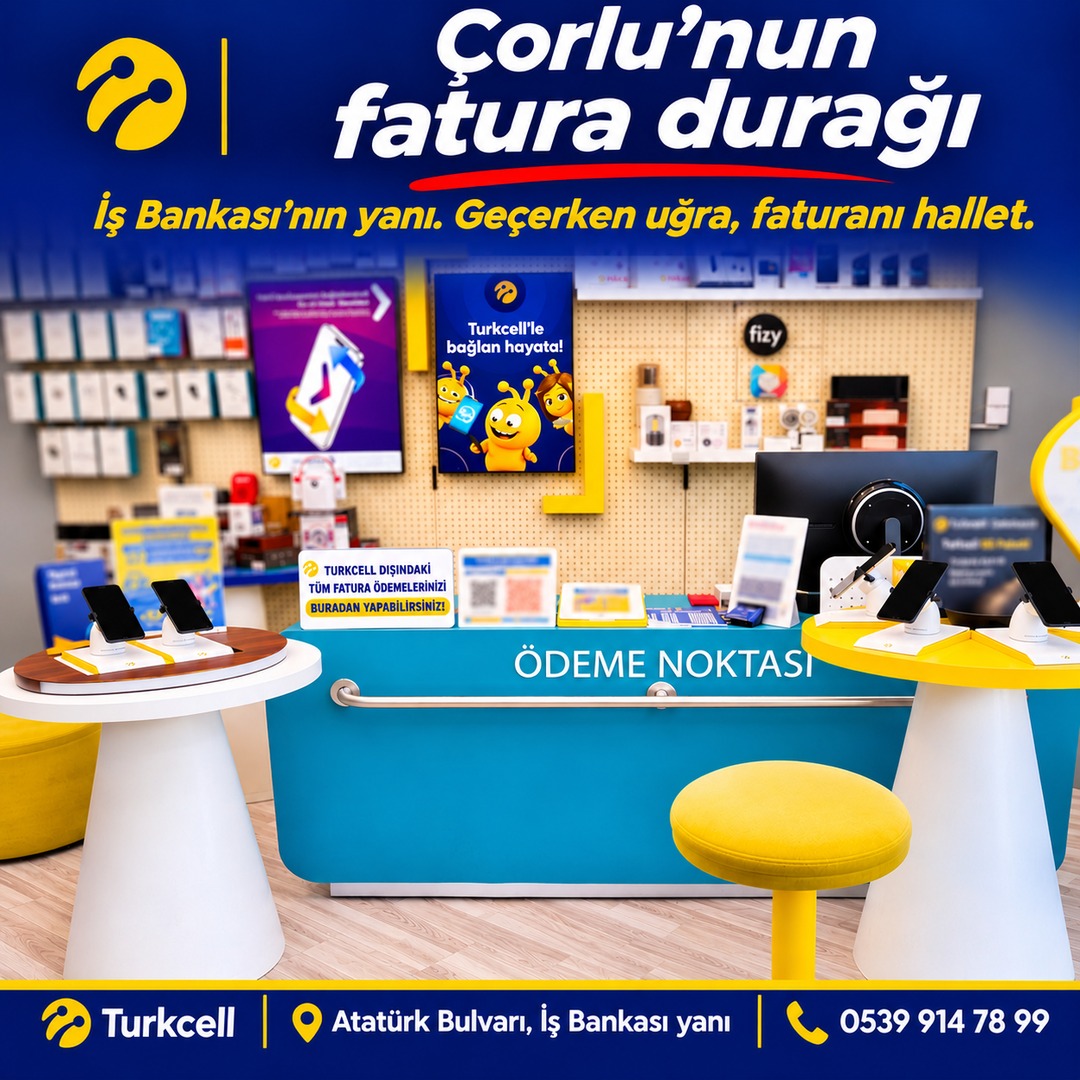 Çorlu’nun
fatura durağı
İş Bankası’nın yanı. Geçerken uğra, faturanı hallet.
Turkcell’le
bağlan hayata!
fizy
TURKCELL DIŞINDAKİ
TÜM FATURA ÖDEMELERİNİZİ
BURADAN YAPABİLİRSİNİZ!
ÖDEME NOKTASI
Turkcell
Atatürk Bulvarı, İş Bankası yanı
0539 914 78 99